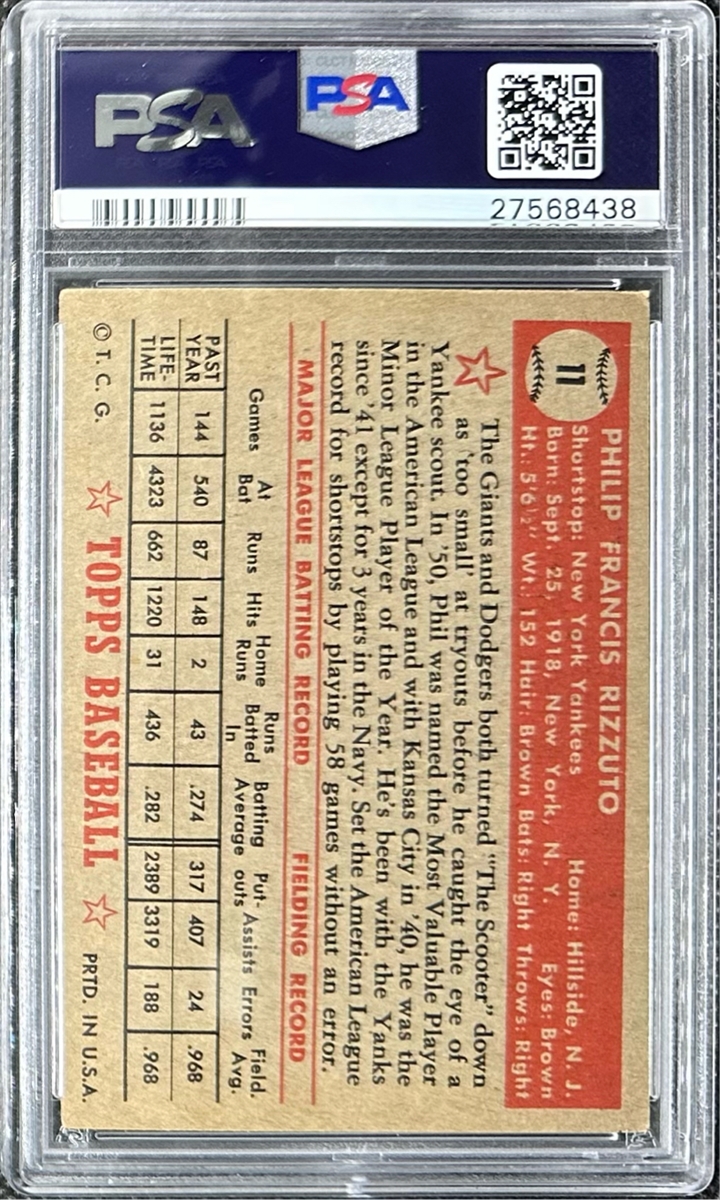 PSA
PSA
27568438
11
PHILIP FRANCIS RIZZUTO
Shortstop: New York Yankees Home: Hillside, N. J.
Born: Sept. 25, 1918, New York, N. Y. Eyes: Brown
Ht.: 5'6½" Wt.: 152 Hair: Brown Bats: Right Throws: Right
The Giants and Dodgers both turned "The Scooter" down
as 'too small' at tryouts before he caught the eye of a
Yankee scout. In '50, Phil was named the Most Valuable Player
in the American League and with Kansas City in '40, he was the
Minor League Player of the Year. He's been with the Yanks
since '41 except for 3 years in the Navy. Set the American League
record for shortstops by playing 58 games without an error.
MAJOR LEAGUE BATTING RECORD FIELDING RECORD
Games At Bat Runs Hits Home Runs Runs Batted In Batting Average Put-outs Assists Errors Field. Avg.
PAST YEAR 144 540 87 148 2 43 .274 317 407 24 .968
LIFE-TIME 1136 4323 662 1220 31 436 .282 2389 3319 188 .968
© T. C. G. TOPPS BASEBALL PRTD. IN U.S.A.